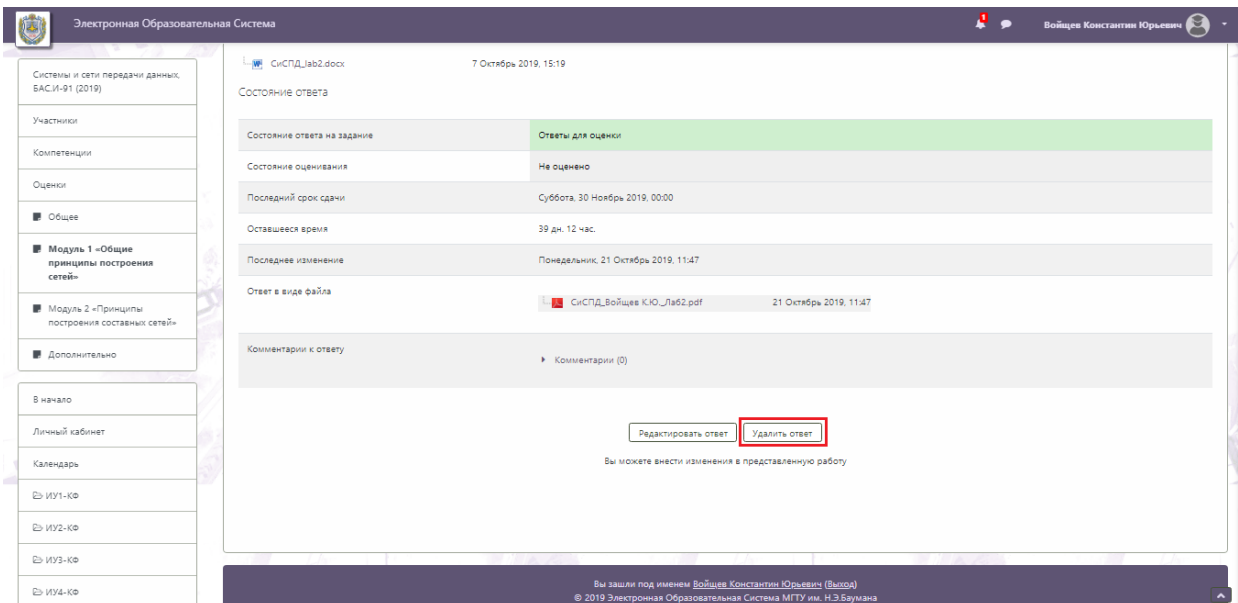 Электронная Образовательная Система
1
Войщев Константин Юрьевич
Системы и сети передачи данных,
БАС.И-91 (2019)
Участники
Компетенции
Оценки
Общее
Модуль 1 «Общие
принципы построения
сетей»
Модуль 2 «Принципы
построения составных сетей»
Дополнительно
В начало
Личный кабинет
Календарь
ИУ1-КФ
ИУ2-КФ
ИУ3-КФ
ИУ4-КФ
СиСПД_lab2.docx 7 Октябрь 2019, 15:19
Состояние ответа
Состояние ответа на задание Ответы для оценки
Состояние оценивания Не оценено
Последний срок сдачи Суббота, 30 Ноябрь 2019, 00:00
Оставшееся время 39 дн. 12 час.
Последнее изменение Понедельник, 21 Октябрь 2019, 11:47
Ответ в виде файла
СиСПД_Войщев К.Ю._Лаб2.pdf 21 Октябрь 2019, 11:47
Комментарии к ответу
Комментарии (0)
Редактировать ответ Удалить ответ
Вы можете внести изменения в представленную работу
Вы зашли под именем Войщев Константин Юрьевич (Выход)
© 2019 Электронная Образовательная Система МГТУ им. Н.Э.Баумана